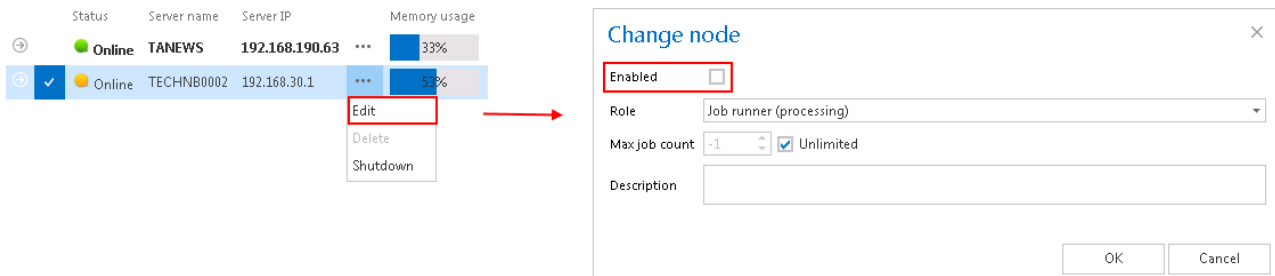 Status Server name Server IP Memory usage
Online TANEWS 192.168.190.63 ••• 33%
Online TECHNB0002 192.168.30.1 ••• 53%
Edit
Delete
Shutdown
Change node
Enabled
Role Job runner (processing)
Max job count -1 Unlimited
Description
OK Cancel